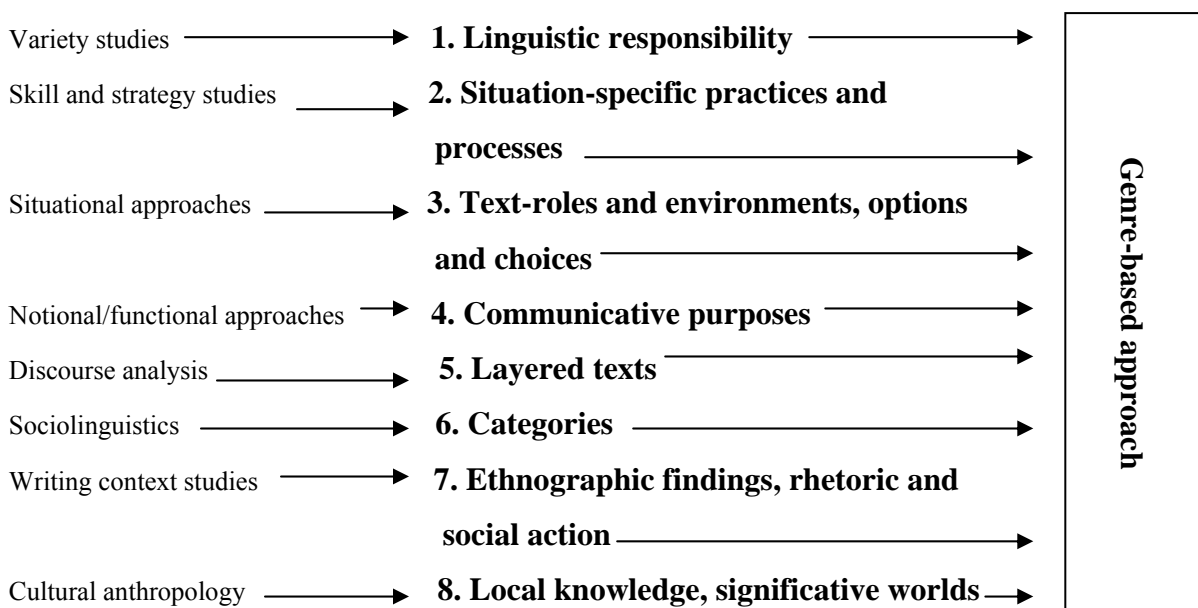 Variety studies 1. Linguistic responsibility
Skill and strategy studies 2. Situation-specific practices and
processes
Situational approaches 3. Text-roles and environments, options
and choices
Notional/functional approaches 4. Communicative purposes
Discourse analysis 5. Layered texts
Sociolinguistics 6. Categories
Writing context studies 7. Ethnographic findings, rhetoric and
social action
Cultural anthropology 8. Local knowledge, significative worlds
Genre-based approach